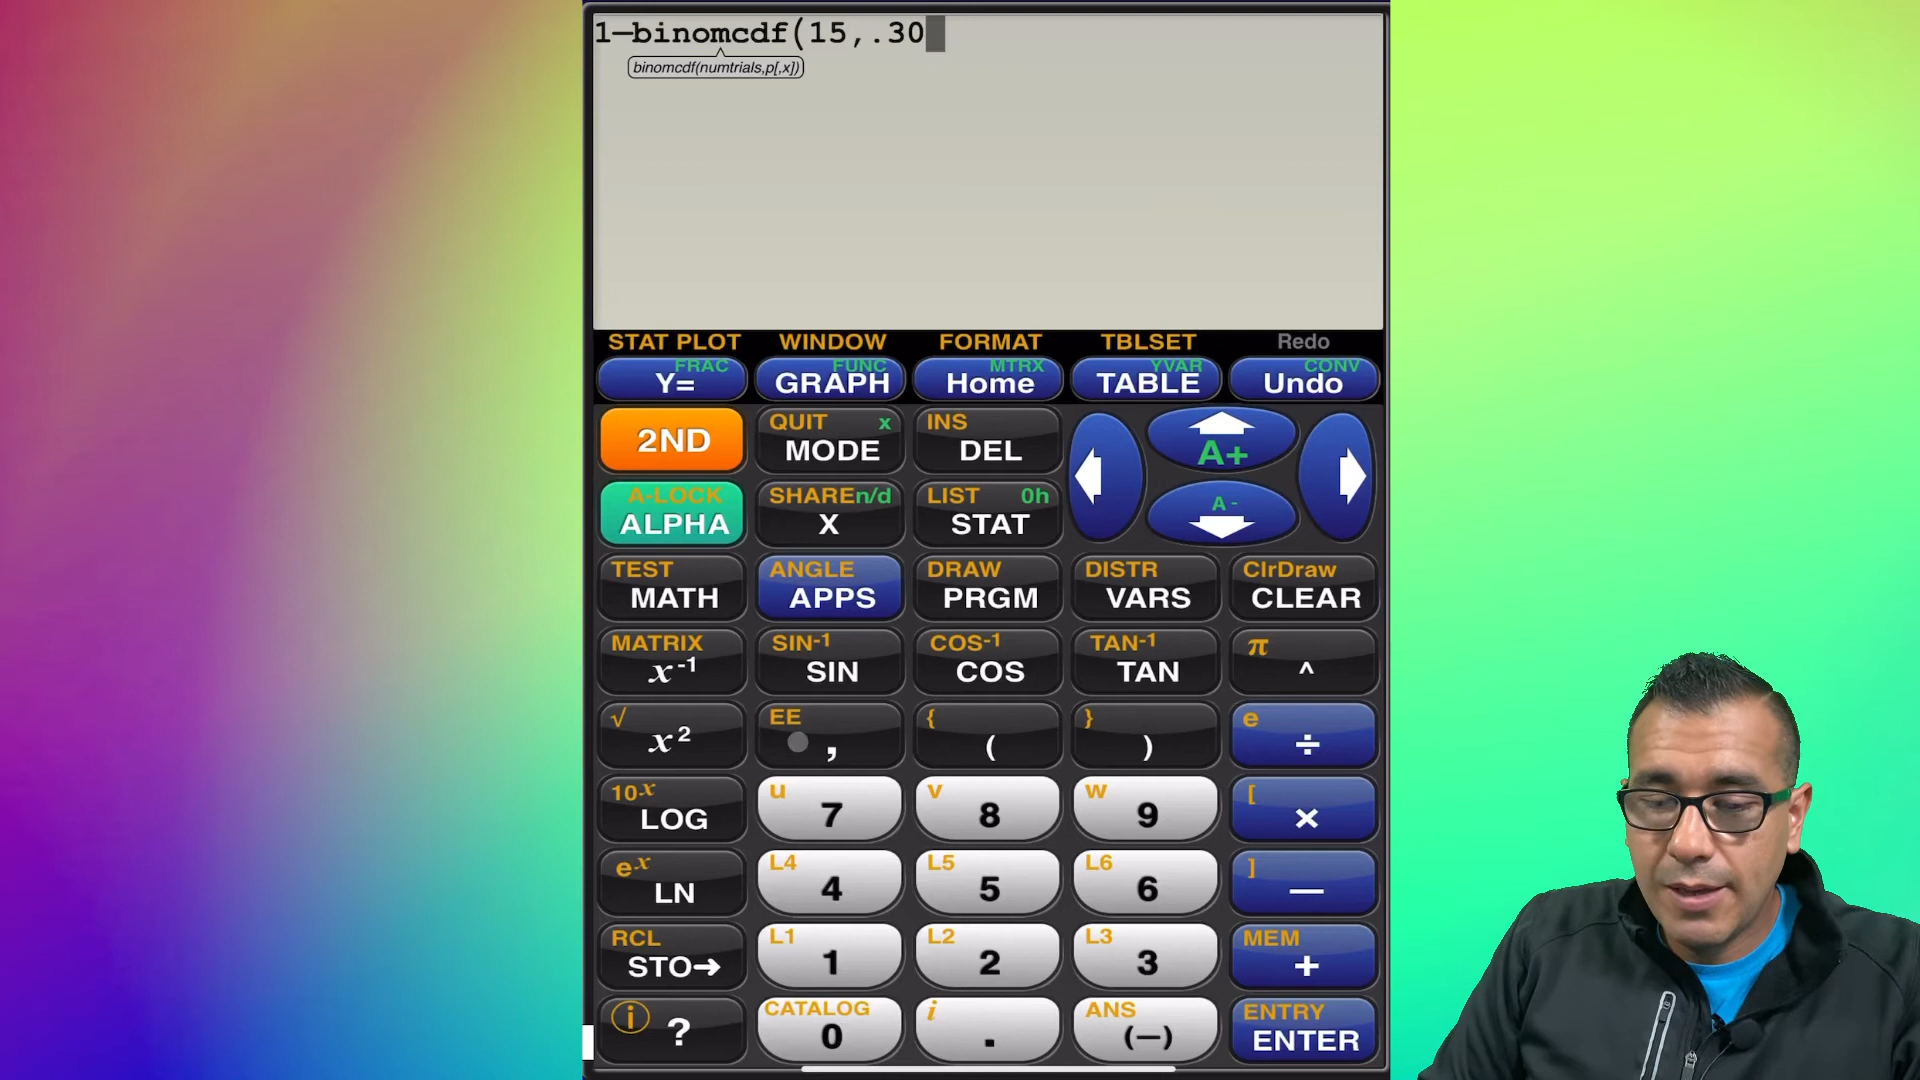 1—binomcdf(15,.30
binomcdf(numtrials,p[,x])
STAT PLOT WINDOW FORMAT TBLSET Redo
FRAC FUNC MTRX YVAR CONV
Y= GRAPH Home TABLE Undo
QUIT x INS
2ND MODE DEL A+
A-LOCK SHARE n/d LIST 0h A-
ALPHA X STAT
TEST ANGLE DRAW DISTR ClrDraw
MATH APPS PRGM VARS CLEAR
MATRIX SIN-1 COS-1 TAN-1 π
x-1 SIN COS TAN ^
√ EE { } e
x2 , ( ) ÷
10x u v w [
LOG 7 8 9 ×
ex L4 L5 L6 ]
LN 4 5 6 —
RCL L1 L2 L3 MEM
STO➔ 1 2 3 +
i CATALOG i ANS ENTRY
? 0 . (—) ENTER